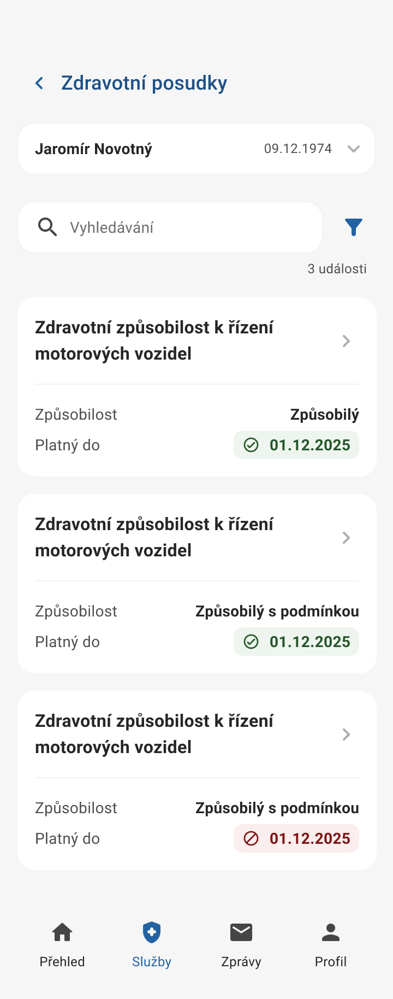 Zdravotní posudky
Jaromír Novotný 09.12.1974
Vyhledávání
3 události
Zdravotní způsobilost k řízení
motorových vozidel
Způsobilost Způsobilý
Platný do 01.12.2025
Zdravotní způsobilost k řízení
motorových vozidel
Způsobilost Způsobilý s podmínkou
Platný do 01.12.2025
Zdravotní způsobilost k řízení
motorových vozidel
Způsobilost Způsobilý s podmínkou
Platný do 01.12.2025
Přehled Služby Zprávy Profil